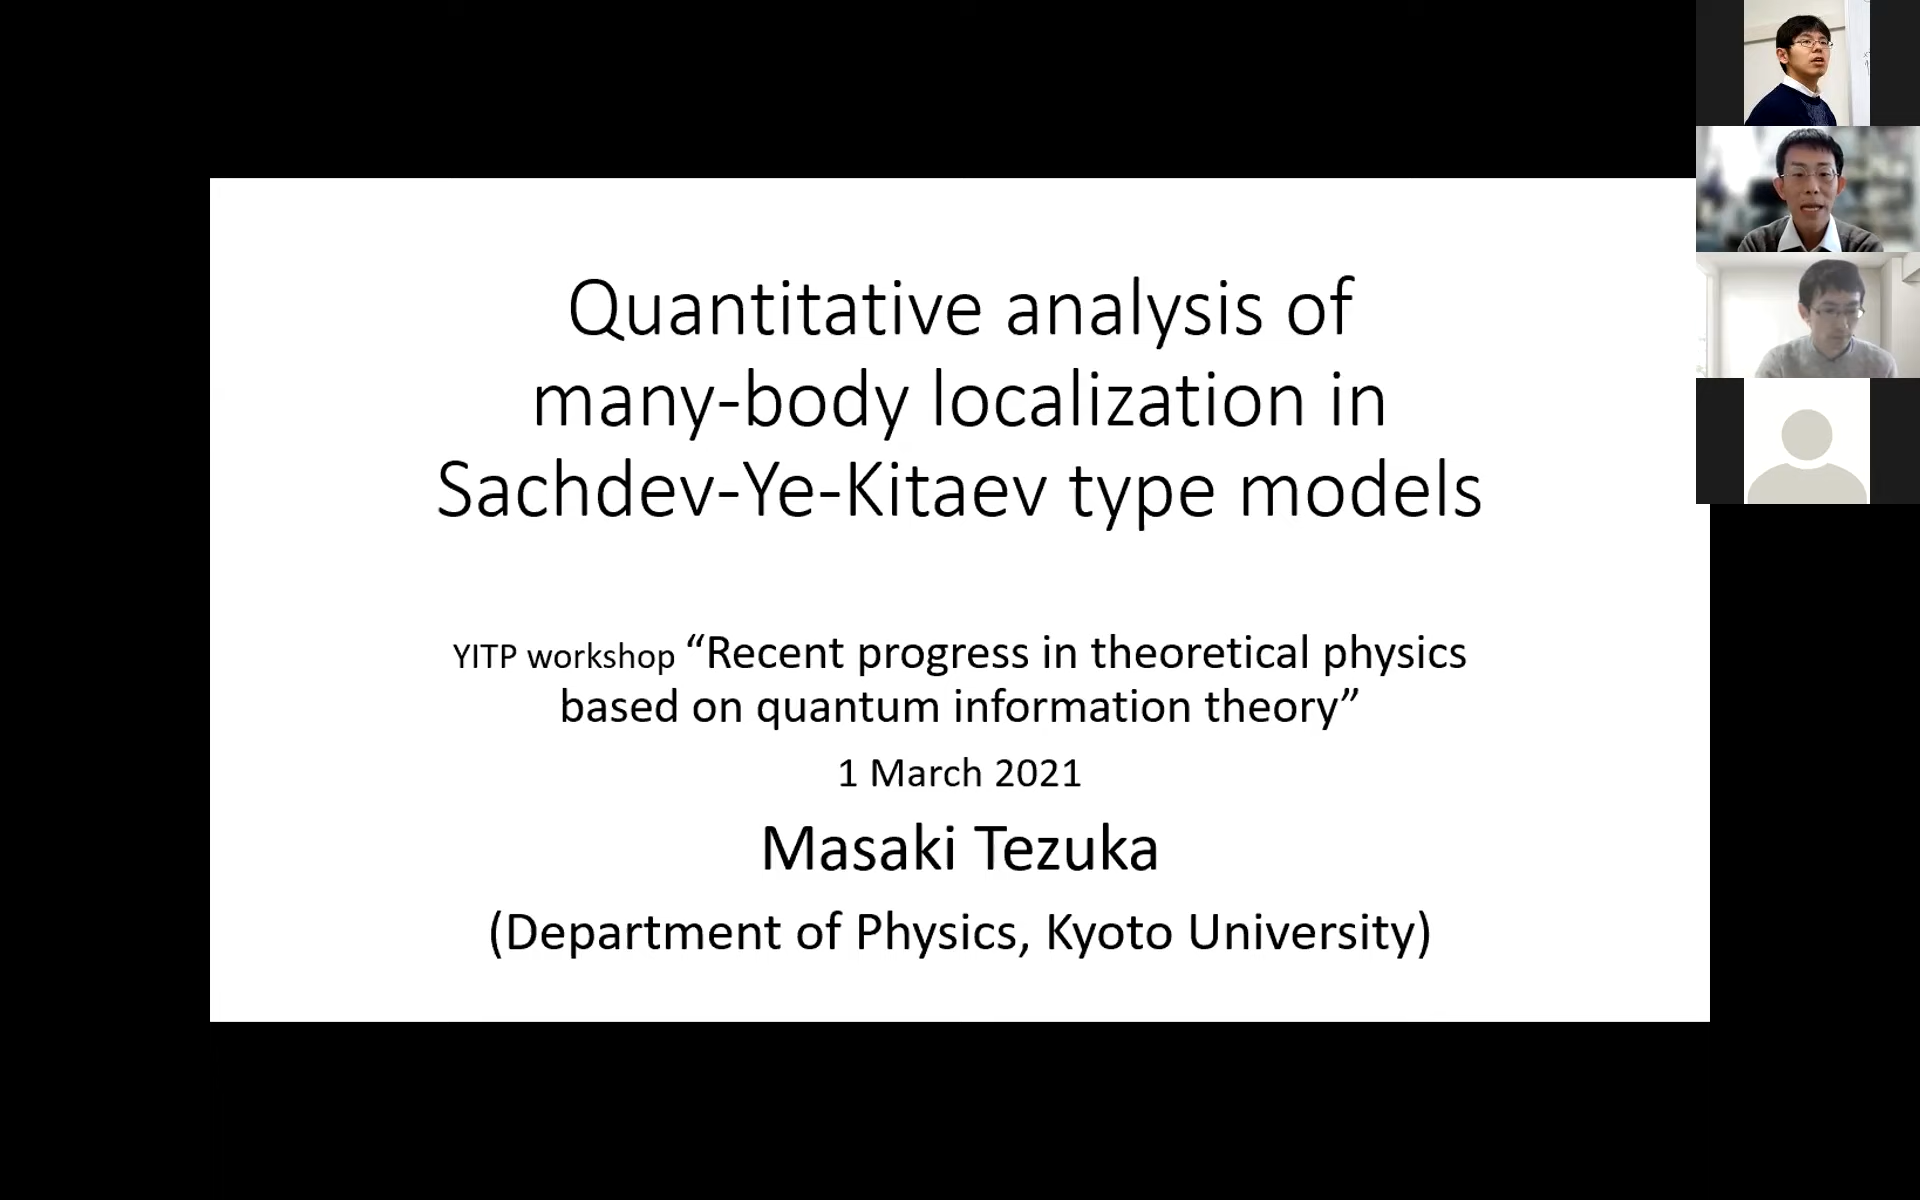 Quantitative analysis of
many-body localization in
Sachdev-Ye-Kitaev type models
YITP workshop “Recent progress in theoretical physics
based on quantum information theory”
1 March 2021
Masaki Tezuka
(Department of Physics, Kyoto University)